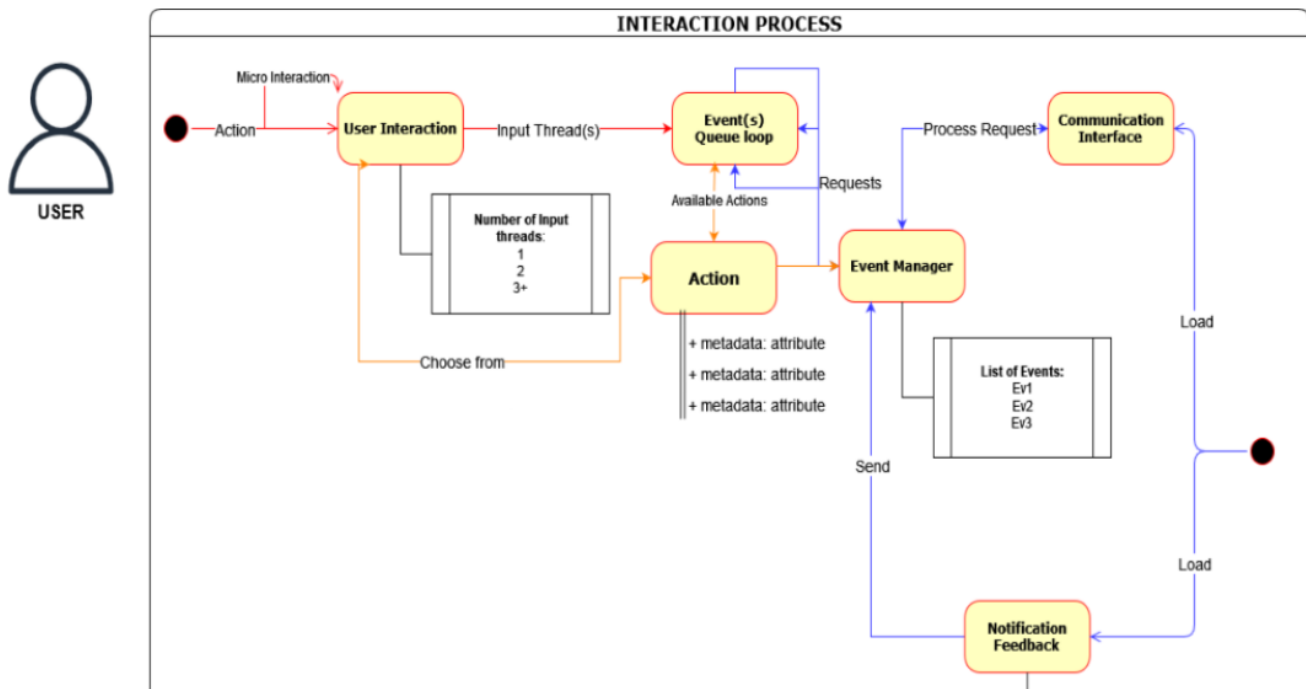 INTERACTION PROCESS
USER
Micro Interaction
Action
User Interaction
Input Thread(s)
Event(s)
Queue loop
Process Request
Communication
Interface
Number of Input
threads:
1
2
3+
Available Actions
Requests
Action
Event Manager
+ metadata: attribute
+ metadata: attribute
+ metadata: attribute
Choose from
List of Events:
Ev1
Ev2
Ev3
Load
Send
Load
Notification
Feedback